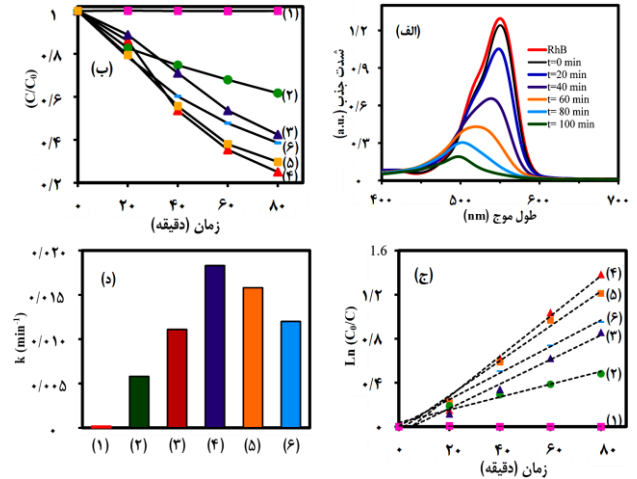 (الف)
شدت جذب (a.u.)
۱/۲
۰/۹
۰/۶
۰/۳
۰
RhB
t=0 min
t=20 min
t=40 min
t= 60 min
t= 80 min
t= 100 min
۴۰۰ ۵۰۰ ۶۰۰ ۷۰۰
طول موج (nm)
(ب)
(C/C₀)
۱
۰/۸
۰/۶
۰/۴
۰/۲
(۱)
(۲)
(۳)
(۶)
(۵)
(۴)
۰ ۲۰ ۴۰ ۶۰ ۸۰
زمان (دقیقه)
(ج)
Ln (C₀/C)
1.6
۱/۲
۰/۸
۰/۴
۰
(۴)
(۵)
(۶)
(۳)
(۲)
(۱)
۰ ۲۰ ۴۰ ۶۰ ۸۰
زمان (دقیقه)
(د)
k (min⁻¹)
۰/۰۲۰
۰/۰۱۵
۰/۰۱۰
۰/۰۰۵
۰
(۱) (۲) (۳) (۴) (۵) (۶)